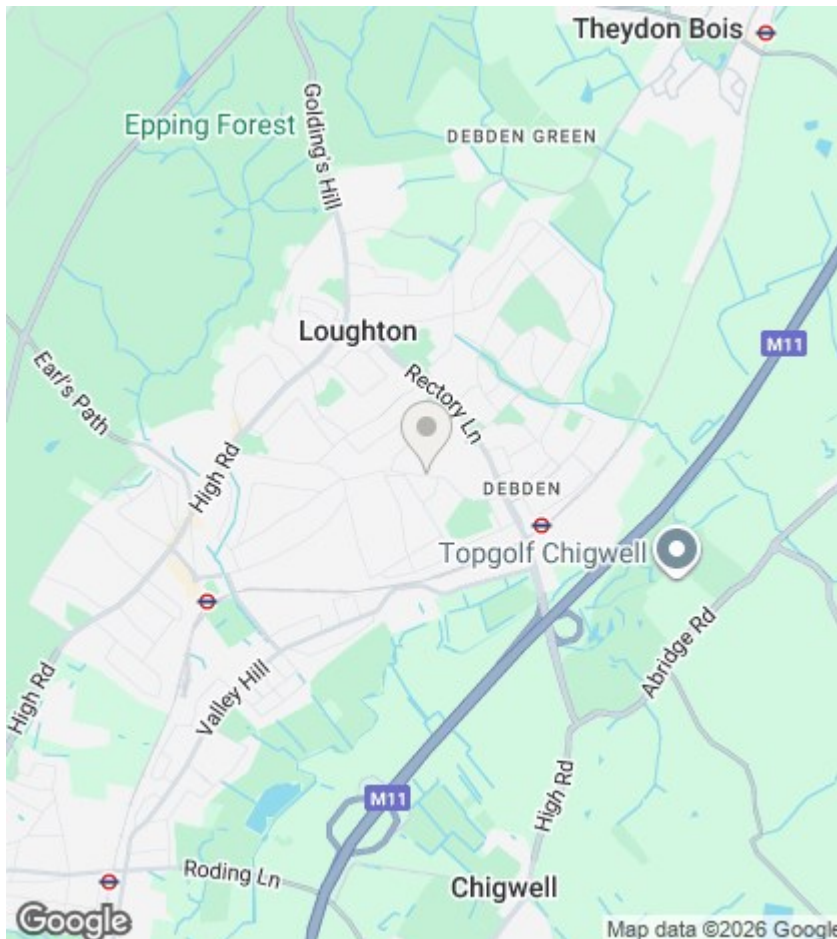 Theydon Bois
Golding's Hill
Epping Forest
DEBDEN GREEN
Loughton
M11
Earl's Path
Rectory Ln
High Rd
DEBDEN
Topgolf Chigwell
Abridge Rd
High Rd
Valley Hill
High Rd
M11
Roding Ln
Chigwell
Google
Map data ©2026 Google